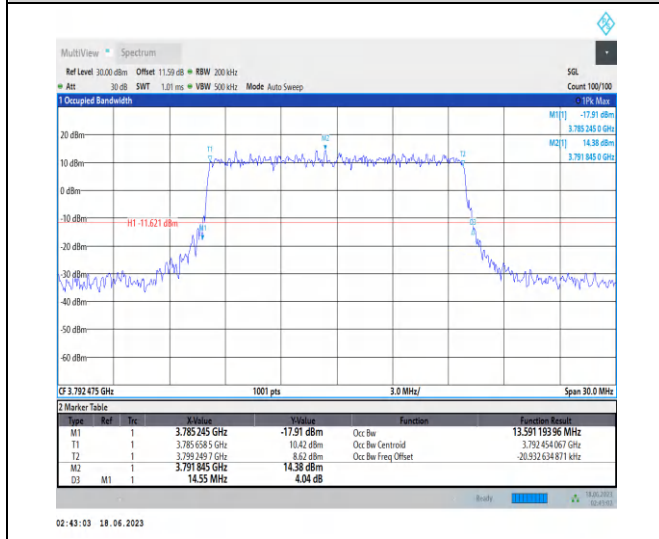 MultiView Spectrum
Ref Level 30.00 dBm Offset 11.59 dB RBW 200 kHz SGL
Att 30 dB SWT 1.01 ms VBW 500 kHz Mode Auto Sweep Count 100/100
1 Occupied Bandwidth 1Pk Max
M1[1] -17.91 dBm
3.785 245 0 GHz
M2[1] 14.38 dBm
3.791 845 0 GHz
20 dBm
M2
T1
T2
10 dBm
0 dBm
-10 dBm
H1 -11.621 dBm
M1
-20 dBm
-30 dBm
-40 dBm
-50 dBm
-60 dBm
CF 3.792 475 GHz 1001 pts 3.0 MHz/ Span 30.0 MHz
2 Marker Table
Type Ref Trc X-Value Y-Value Function Function Result
M1 1 3.785 245 GHz -17.91 dBm Occ Bw 13.591 193 96 MHz
T1 1 3.785 658 5 GHz 10.42 dBm Occ Bw Centroid 3.792 454 067 GHz
T2 1 3.799 249 7 GHz 8.62 dBm Occ Bw Freq Offset -20.932 634 871 kHz
M2 1 3.791 845 GHz 14.38 dBm
D3 M1 1 14.55 MHz 4.04 dB
Ready 18.06.2023
02:43:02
02:43:03 18.06.2023